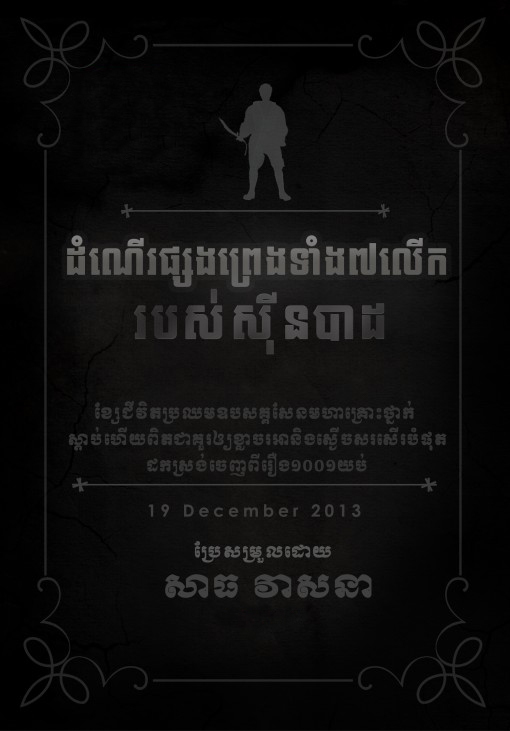 ដំណើរផ្សងព្រេងទាំង៧លើក
របស់ស៊ីនបាដ
ខ្សែជីវិតប្រឈមឧបសគ្គសែនមហាគ្រោះថ្នាក់
ស្តាប់ហើយពិតជាគួរឲ្យខ្លាចរអានិងស្ងើចសរសើរបំផុត
ដកស្រង់ចេញពីរឿង១០០១យប់
19 December 2013
ប្រែសម្រួលដោយ
សាធ វាសនា